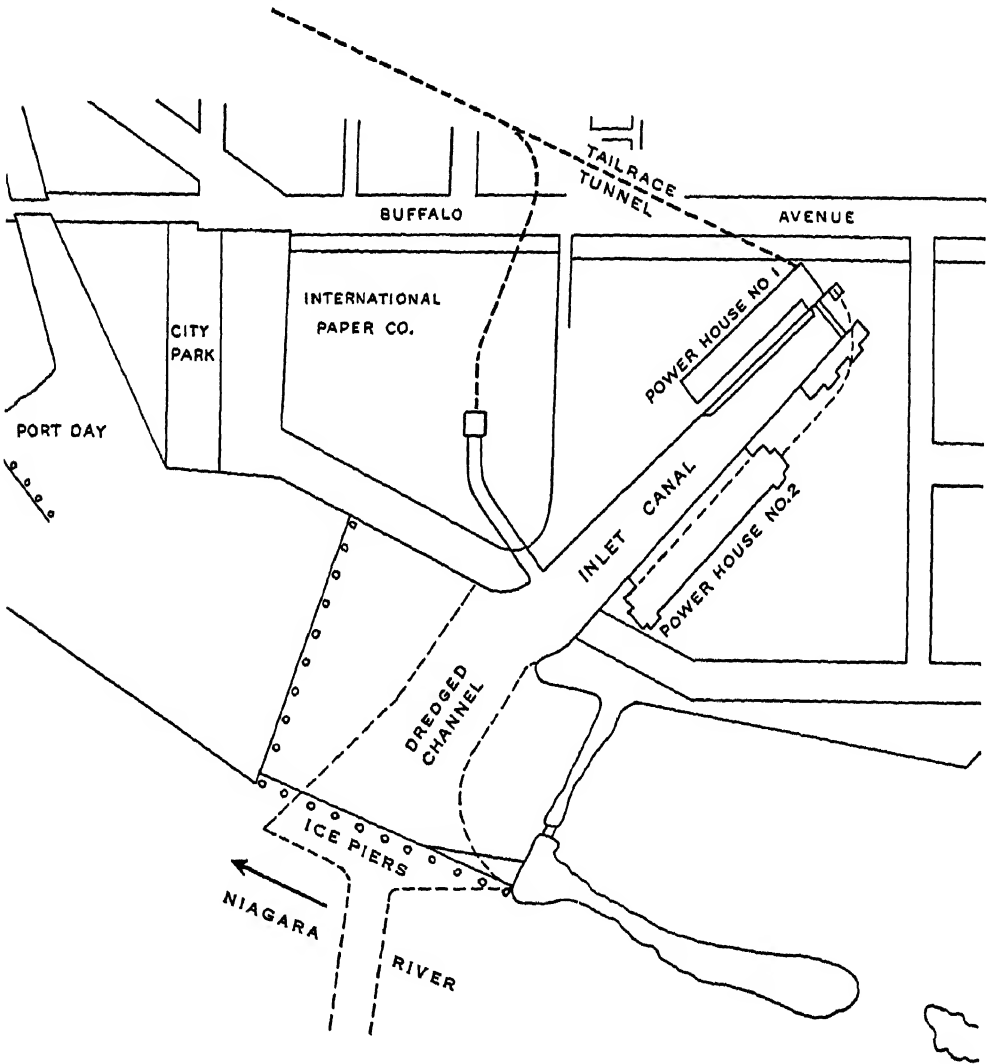 TAILRACE
TUNNEL
BUFFALO
AVENUE
INTERNATIONAL
PAPER CO.
CITY
PARK
POWER HOUSE NO 1
PORT DAY
INLET CANAL
POWER HOUSE NO.2
DREDGED
CHANNEL
ICE PIERS
NIAGARA
RIVER